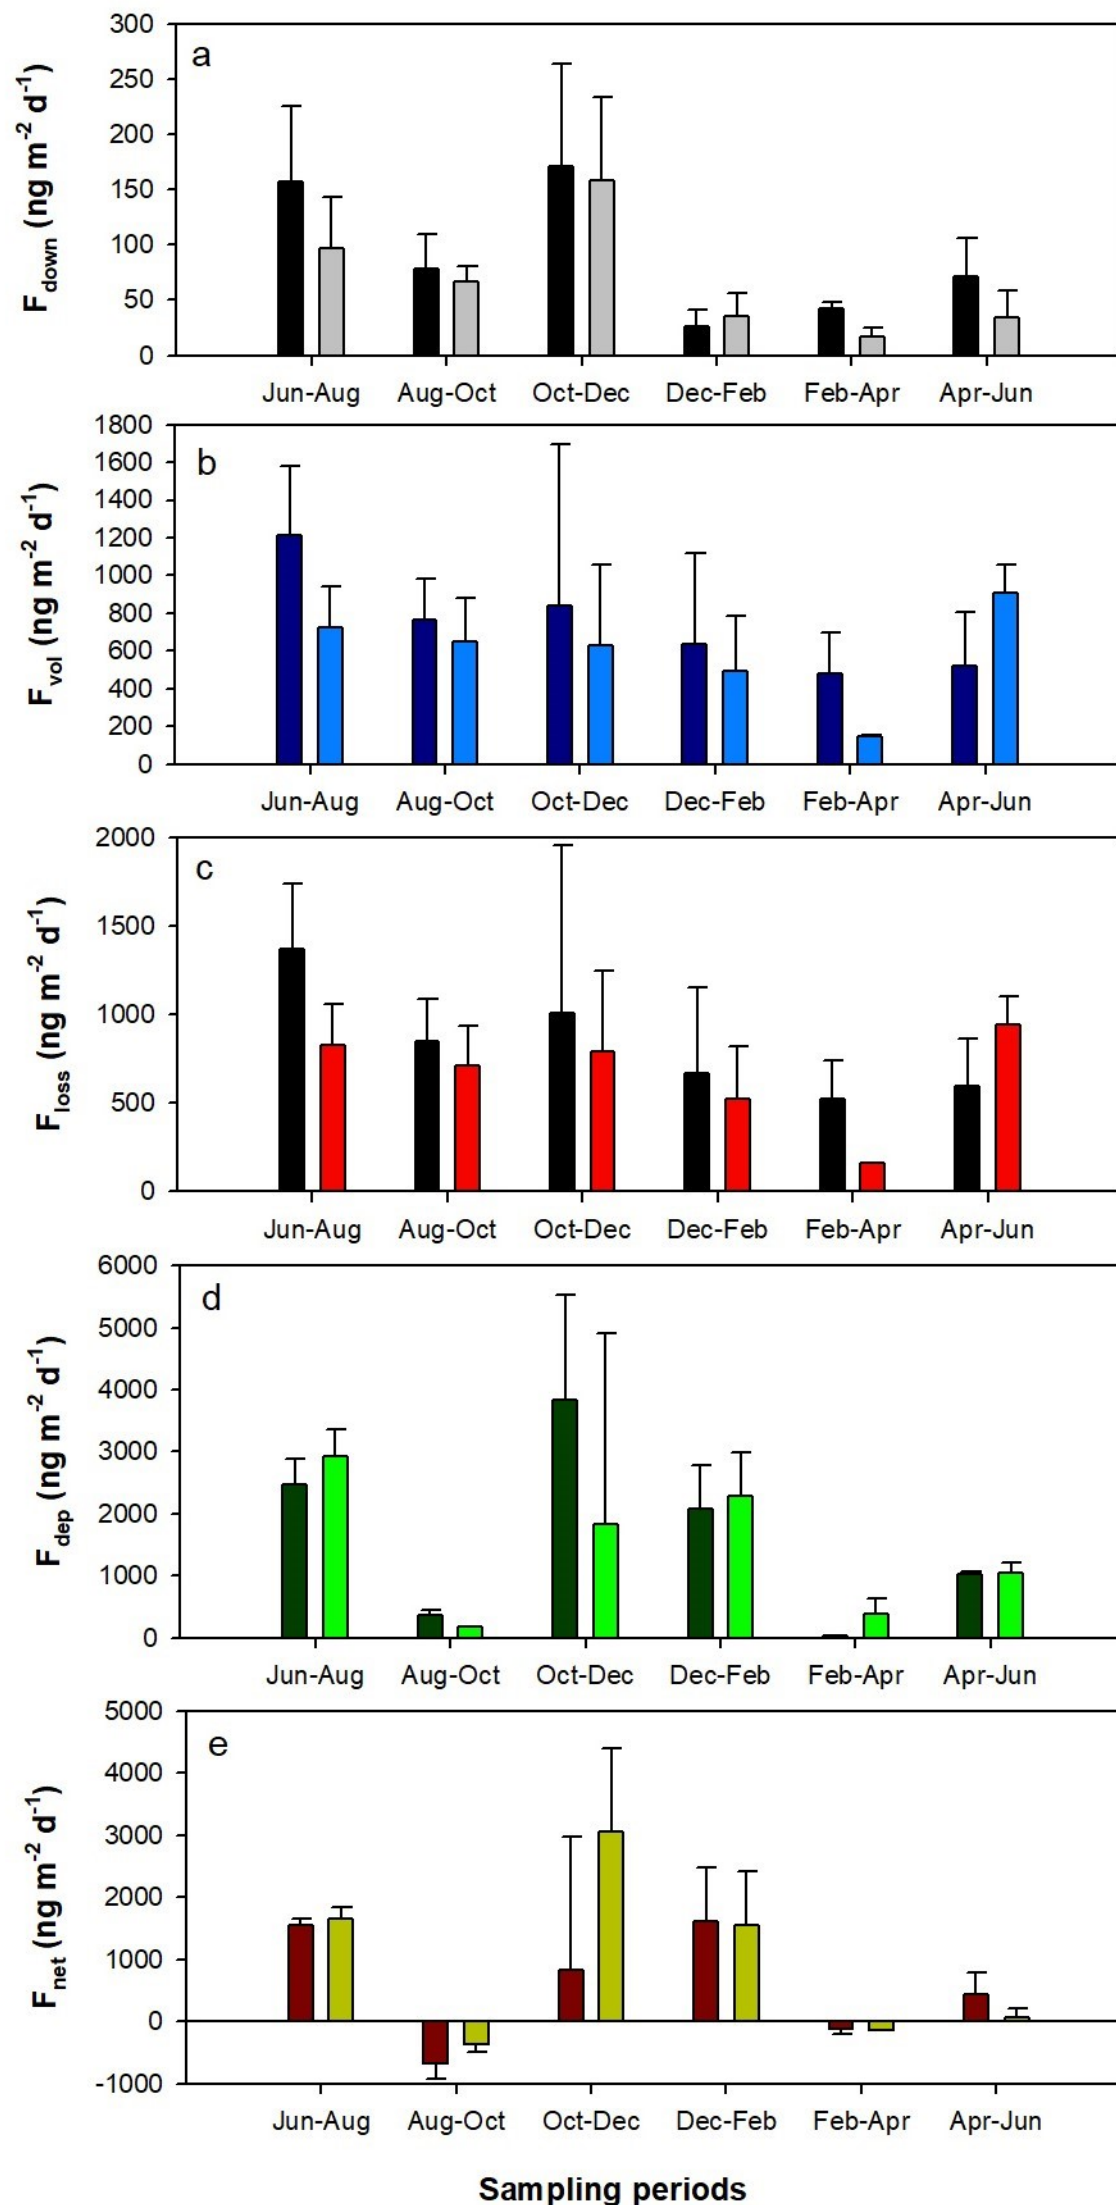 a
F_down (ng m⁻² d⁻¹)
300
250
200
150
100
50
0
Jun-Aug Aug-Oct Oct-Dec Dec-Feb Feb-Apr Apr-Jun
b
F_vol (ng m⁻² d⁻¹)
1800
1600
1400
1200
1000
800
600
400
200
0
Jun-Aug Aug-Oct Oct-Dec Dec-Feb Feb-Apr Apr-Jun
c
F_loss (ng m⁻² d⁻¹)
2000
1500
1000
500
0
Jun-Aug Aug-Oct Oct-Dec Dec-Feb Feb-Apr Apr-Jun
d
F_dep (ng m⁻² d⁻¹)
6000
5000
4000
3000
2000
1000
0
Jun-Aug Aug-Oct Oct-Dec Dec-Feb Feb-Apr Apr-Jun
e
F_net (ng m⁻² d⁻¹)
5000
4000
3000
2000
1000
0
-1000
Jun-Aug Aug-Oct Oct-Dec Dec-Feb Feb-Apr Apr-Jun
Sampling periods